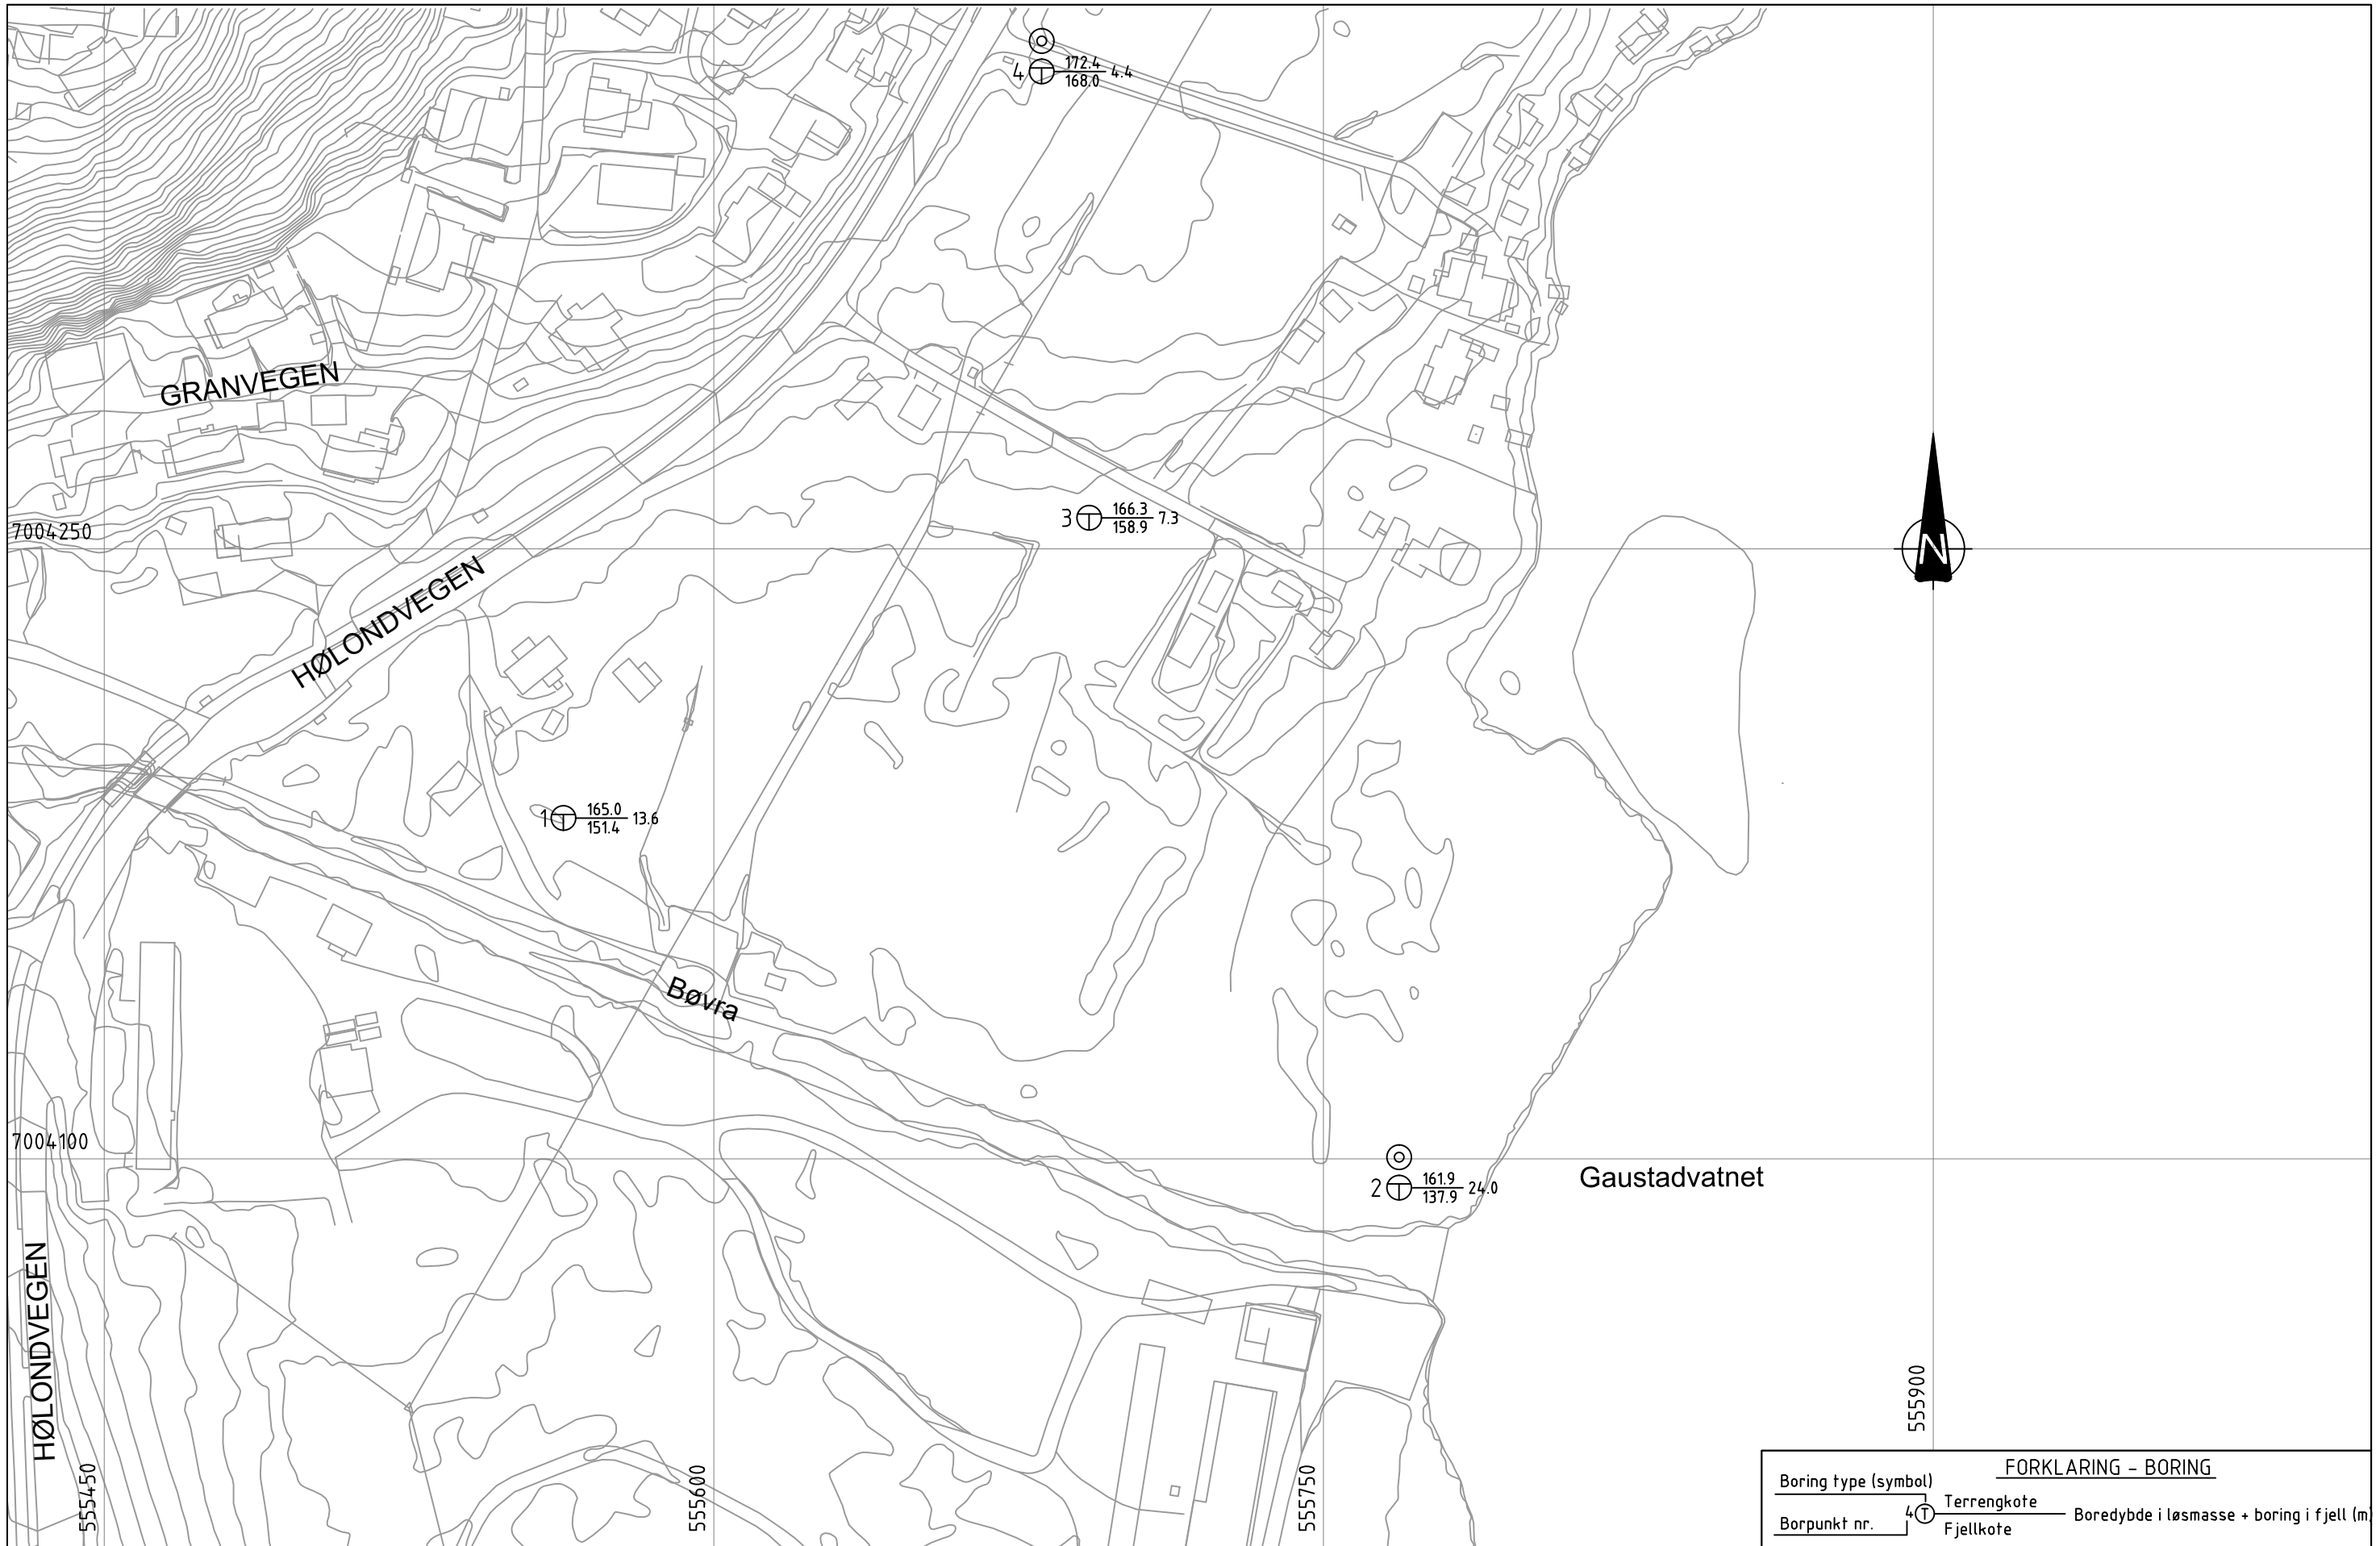 4
172.4
168.0
4.4
GRANVEGEN
3
166.3
158.9
7.3
7004250
N
HØLONDVEGEN
1
165.0
151.4
13.6
Bøvra
7004100
2
161.9
137.9
24.0
Gaustadvatnet
HØLONDVEGEN
555450
555600
555750
555900
FORKLARING - BORING
Boring type (symbol)
Terrengkote
4
Boredybde i løsmasse + boring i fjell (m)
Borpunkt nr.
Fjellkote